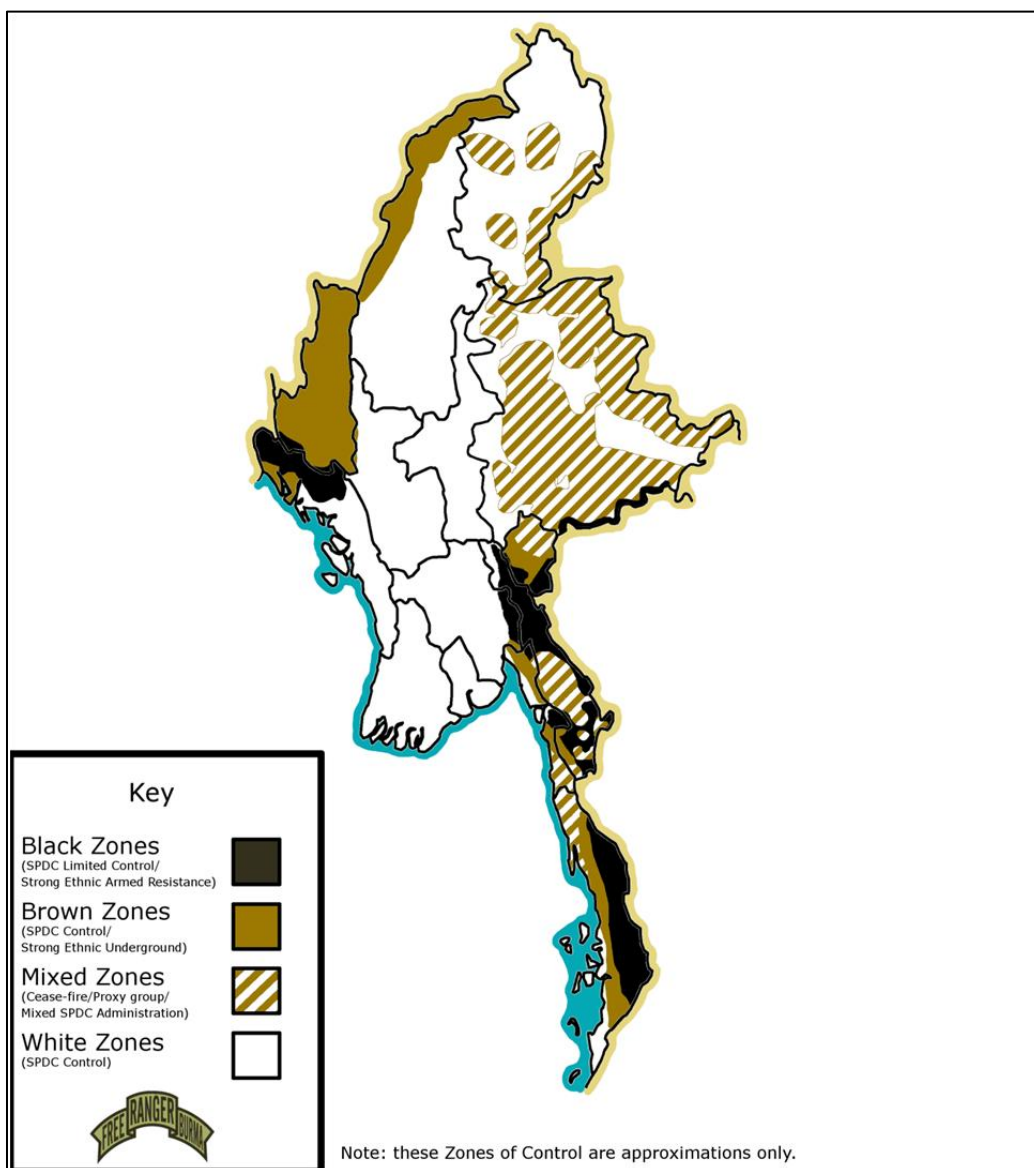 Key
Black Zones
(SPDC Limited Control/
Strong Ethnic Armed Resistance)
Brown Zones
(SPDC Control/
Strong Ethnic Underground)
Mixed Zones
(Cease-fire/Proxy group/
Mixed SPDC Administration)
White Zones
(SPDC Control)
FREE RANGER BURMA
Note: these Zones of Control are approximations only.